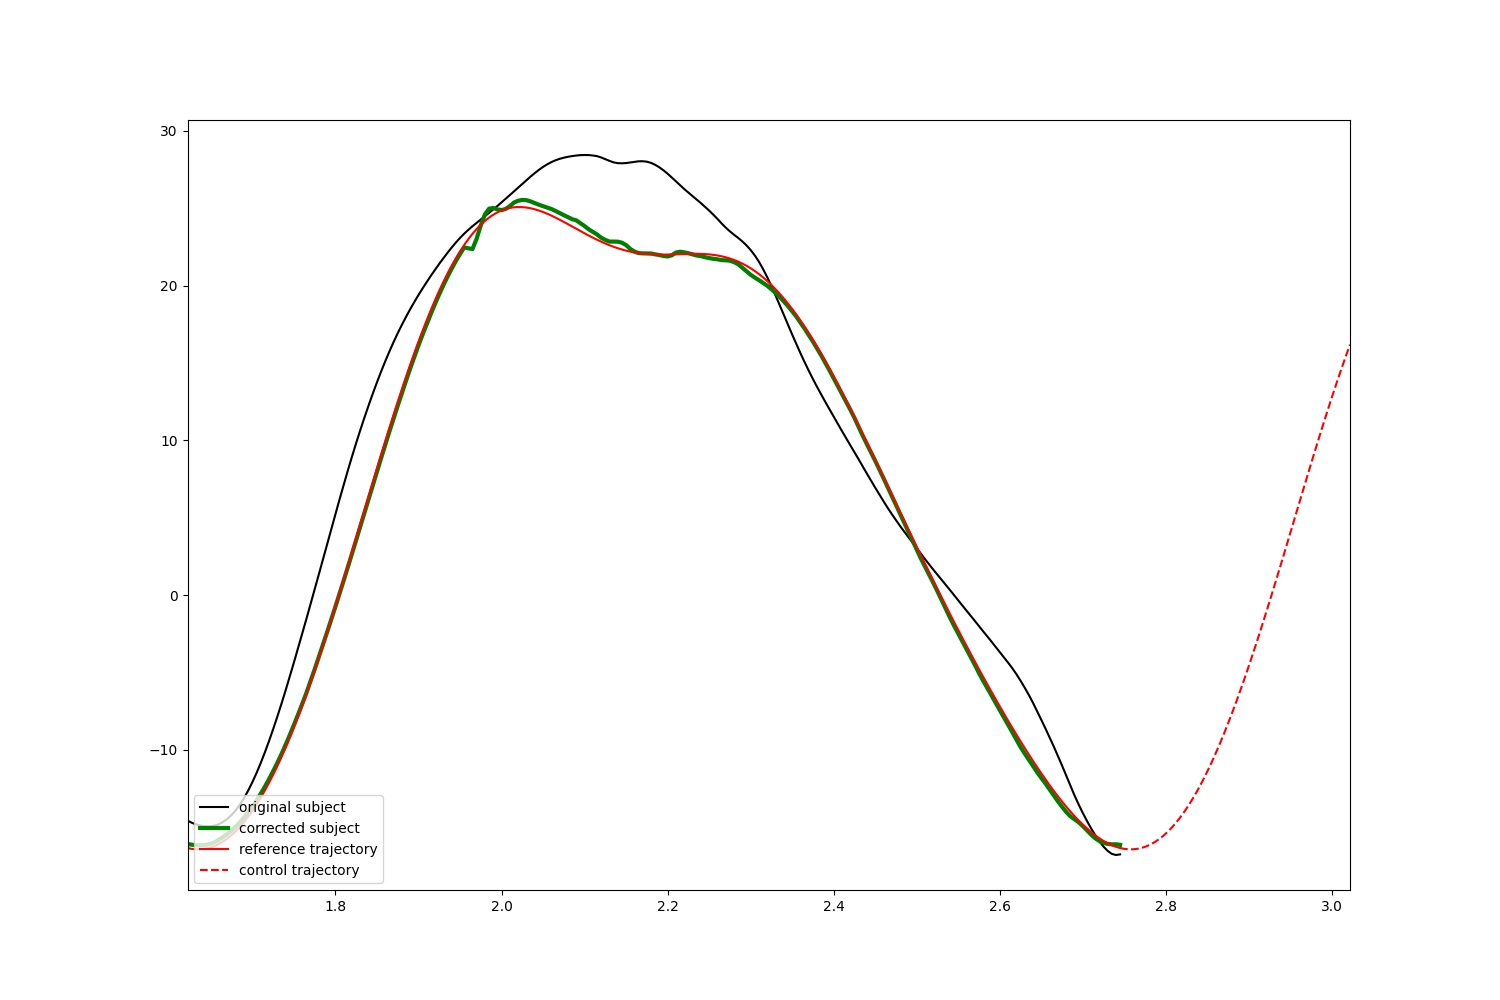 30
20
10
0
−10
original subject
corrected subject
reference trajectory
control trajectory
1.8 2.0 2.2 2.4 2.6 2.8 3.0